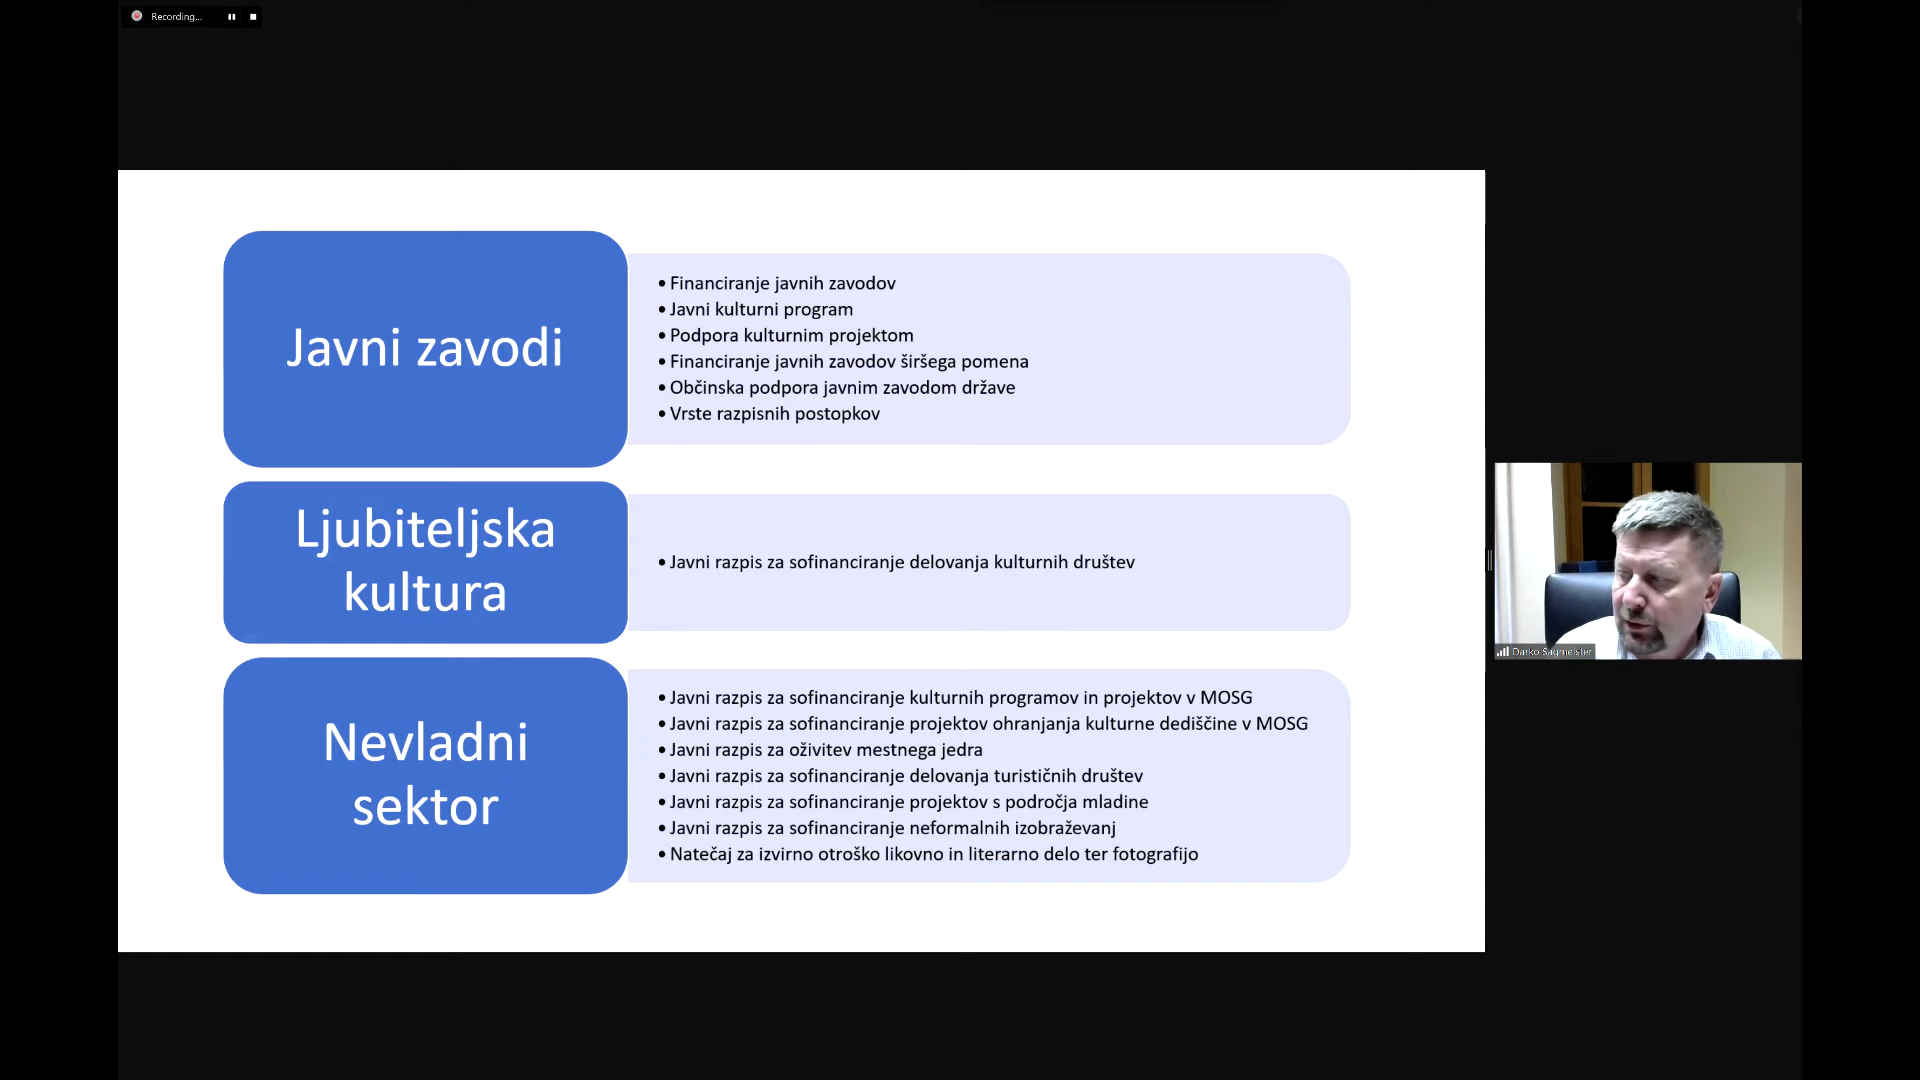 Recording...
Javni zavodi
• Financiranje javnih zavodov
• Javni kulturni program
• Podpora kulturnim projektom
• Financiranje javnih zavodov širšega pomena
• Občinska podpora javnim zavodom države
• Vrste razpisnih postopkov
Ljubiteljska
kultura
• Javni razpis za sofinanciranje delovanja kulturnih društev
Nevladni
sektor
• Javni razpis za sofinanciranje kulturnih programov in projektov v MOSG
• Javni razpis za sofinanciranje projektov ohranjanja kulturne dediščine v MOSG
• Javni razpis za oživitev mestnega jedra
• Javni razpis za sofinanciranje delovanja turističnih društev
• Javni razpis za sofinanciranje projektov s področja mladine
• Javni razpis za sofinanciranje neformalnih izobraževanj
• Natečaj za izvirno otroško likovno in literarno delo ter fotografijo
Darko Sagmeister